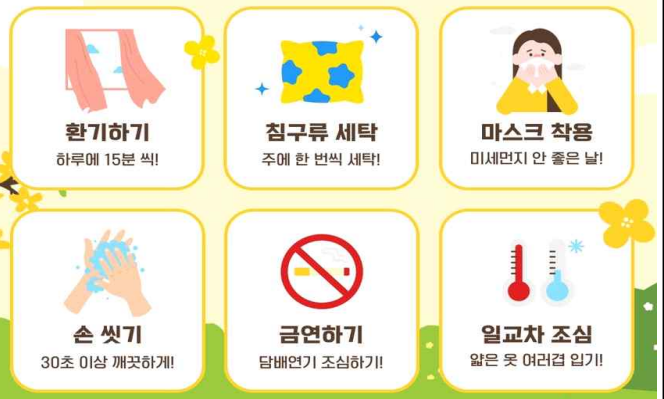 환기하기
하루에 15분 씩!
침구류 세탁
주에 한 번씩 세탁!
마스크 착용
미세먼지 안 좋은 날!
손 씻기
30초 이상 깨끗하게!
금연하기
담배연기 조심하기!
일교차 조심
얇은 옷 여러겹 입기!